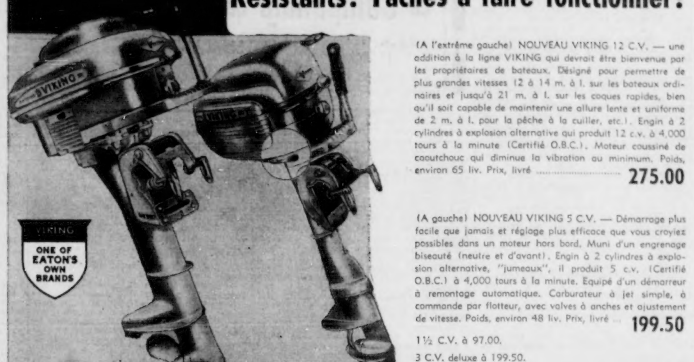 Résistants! Faciles à faire fonctionner!
VIKING
VIKING
VIKING
ONE OF
EATON'S
OWN
BRANDS
(A l'extrême gauche) NOUVEAU VIKING 12 C.V. — une
addition à la ligne VIKING qui devrait être bienvenue par
les propriétaires de bateaux. Désigné pour permettre de
plus grandes vitesses (12 à 14 m. à l. sur les bateaux ordi-
naires et jusqu'à 21 m. à l. sur les coques rapides, bien
qu'il soit capable de maintenir une allure lente et uniforme
de 2 m. à l. pour la pêche à la cuiller, etc.). Engin à 2
cylindres à explosion alternative qui produit 12 c.v. à 4,000
tours à la minute (Certifié O.B.C.). Moteur coussiné de
caoutchouc qui diminue la vibration au minimum. Poids,
environ 65 liv. Prix, livré 275.00
(A gauche) NOUVEAU VIKING 5 C.V. — Démarrage plus
facile que jamais et réglage plus efficace que vous croyiez
possibles dans un moteur hors bord. Muni d'un engrenage
biseauté (neutre et d'avant). Engin à 2 cylindres à explo-
sion alternative, "jumeaux", il produit 5 c.v. (Certifié
O.B.C.) à 4,000 tours à la minute. Equipé d'un démarreur
à remontage automatique. Carburateur à jet simple, à
commande par flotteur, avec valves à anches et ajustement
de vitesse. Poids, environ 48 liv. Prix, livré .. 199.50
1½ C.V. à 97.00.
3 C.V. deluxe à 199.50.